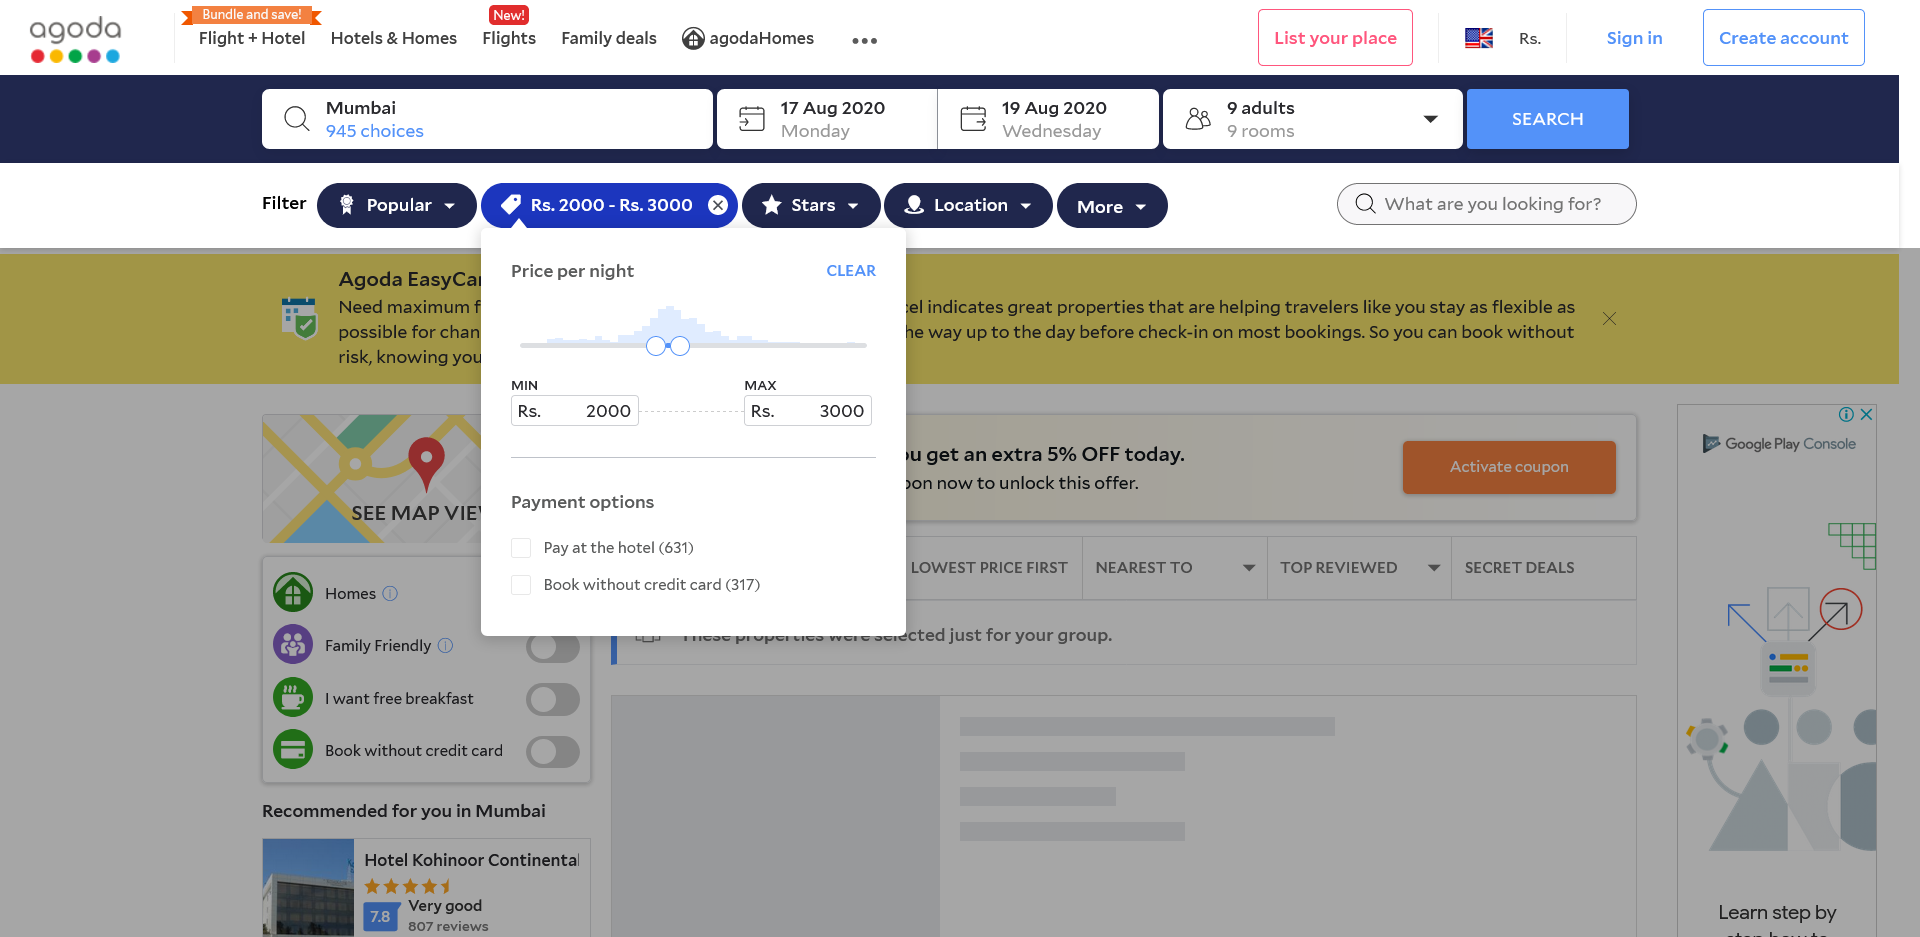 agoda
Bundle and save!
Flight + Hotel
Hotels & Homes
New!
Flights
Family deals
agodaHomes
List your place
Rs.
Sign in
Create account
Mumbai
945 choices
17 Aug 2020
Monday
19 Aug 2020
Wednesday
9 adults
9 rooms
SEARCH
Filter
Popular
Rs. 2000 - Rs. 3000
Stars
Location
More
What are you looking for?
Price per night
CLEAR
MIN
MAX
Rs. 2000
Rs. 3000
Payment options
Pay at the hotel (631)
Book without credit card (317)
Agoda
Need maximum
indicates great properties that are helping travelers like you stay as flexible as
possible for
way up to the day before check-in on most bookings. So you can book without
risk, knowing
SEE MAP
get an extra 5% OFF today.
now to unlock this offer.
Activate coupon
Google Play Console
LOWEST PRICE FIRST
NEAREST TO
TOP REVIEWED
SECRET DEALS
Homes
Family Friendly
I want free breakfast
Book without credit card
These properties were selected just for your group.
Recommended for you in Mumbai
Hotel Kohinoor Continental
7.8
Very good
807 reviews
Learn step by